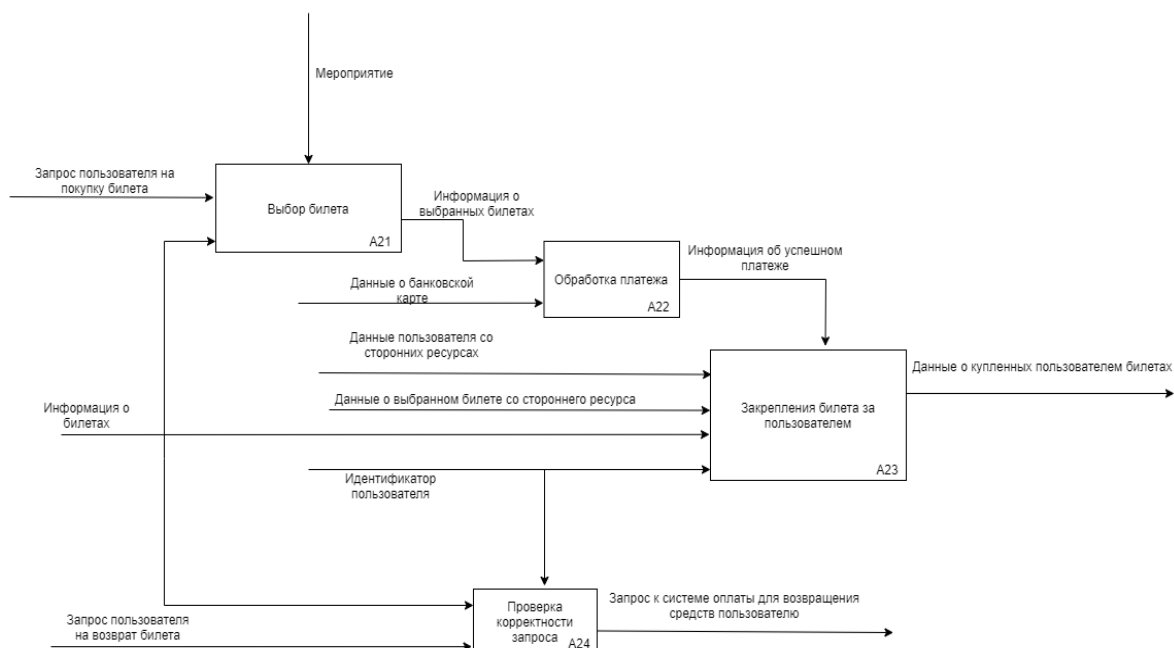 Мероприятие
Запрос пользователя на
покупку билета
Выбор билета
A21
Информация о
выбранных билетах
Данные о банковской
карте
Обработка платежа
A22
Информация об успешном
платеже
Данные пользователя со
сторонних ресурсах
Данные о выбранном билете со стороннего ресурса
Информация о
билетах
Идентификатор
пользователя
Закрепления билета за
пользователем
A23
Данные о купленных пользователем билетах
Запрос пользователя
на возврат билета
Проверка
корректности
запроса
A24
Запрос к системе оплаты для возвращения
средств пользователю